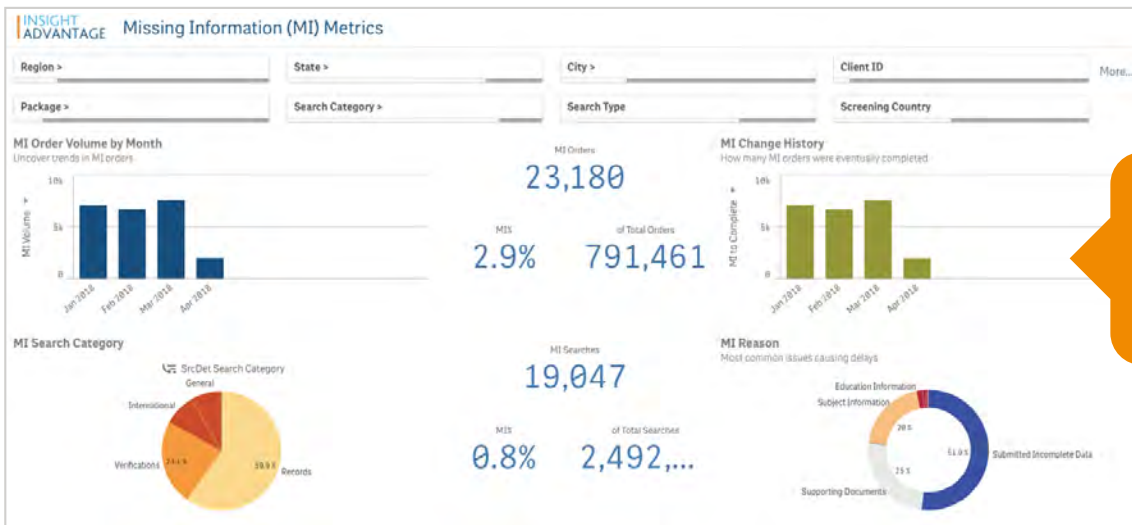 INSIGHT
ADVANTAGE
Missing Information (MI) Metrics
Region >
State >
City >
Client ID
More...
Package >
Search Category >
Search Type
Screening Country
MI Order Volume by Month
Uncover trends in MI orders
MI Volume
10k
5k
0
Jan 2018
Feb 2018
Mar 2018
Apr 2018
MI Orders
23,180
MI%
2.9%
of Total Orders
791,461
MI Change History
How many MI orders were eventually completed
MI to Complete
10k
5k
0
Jan 2018
Feb 2018
Mar 2018
Apr 2018
MI Search Category
SrcDet Search Category
General
International
Verifications
Records
MI Searches
19,047
MI%
0.8%
of Total Searches
2,492,...
MI Reason
Most common issues causing delays
Education Information
Subject Information
20%
51.9%
Submitted Incomplete Data
25%
Supporting Documents